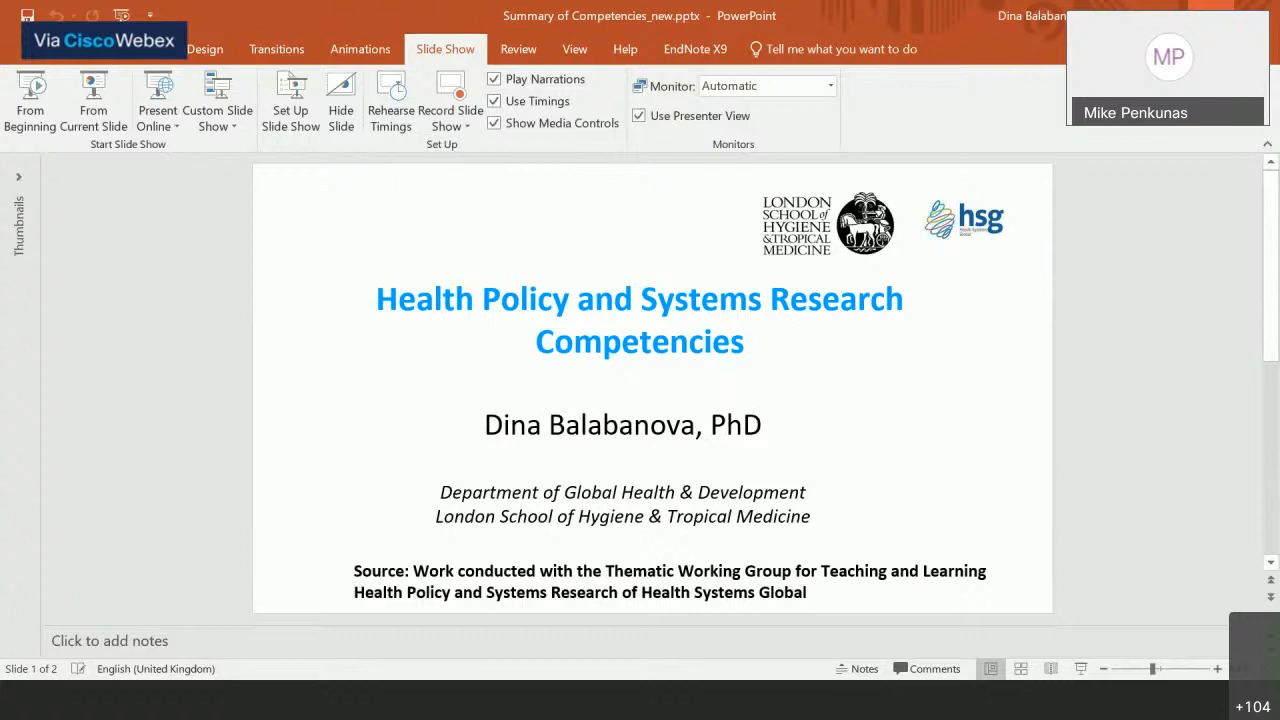 Summary of Competencies_new.pptx - PowerPoint
Dina Balaban
Via CiscoWebex
Design
Transitions
Animations
Slide Show
Review
View
Help
EndNote X9
Tell me what you want to do
MP
Mike Penkunas
From
Beginning
From
Current Slide
Present
Online
Custom Slide
Show
Set Up
Slide Show
Hide
Slide
Rehearse
Timings
Record Slide
Show
Play Narrations
Use Timings
Show Media Controls
Monitor:
Automatic
Use Presenter View
Start Slide Show
Set Up
Monitors
Thumbnails
LONDON
SCHOOL of
HYGIENE
& TROPICAL
MEDICINE
hsg
Health Policy and Systems Research
Competencies
Dina Balabanova, PhD
Department of Global Health & Development
London School of Hygiene & Tropical Medicine
Source: Work conducted with the Thematic Working Group for Teaching and Learning
Health Policy and Systems Research of Health Systems Global
Click to add notes
Slide 1 of 2
English (United Kingdom)
Notes
Comments
+104